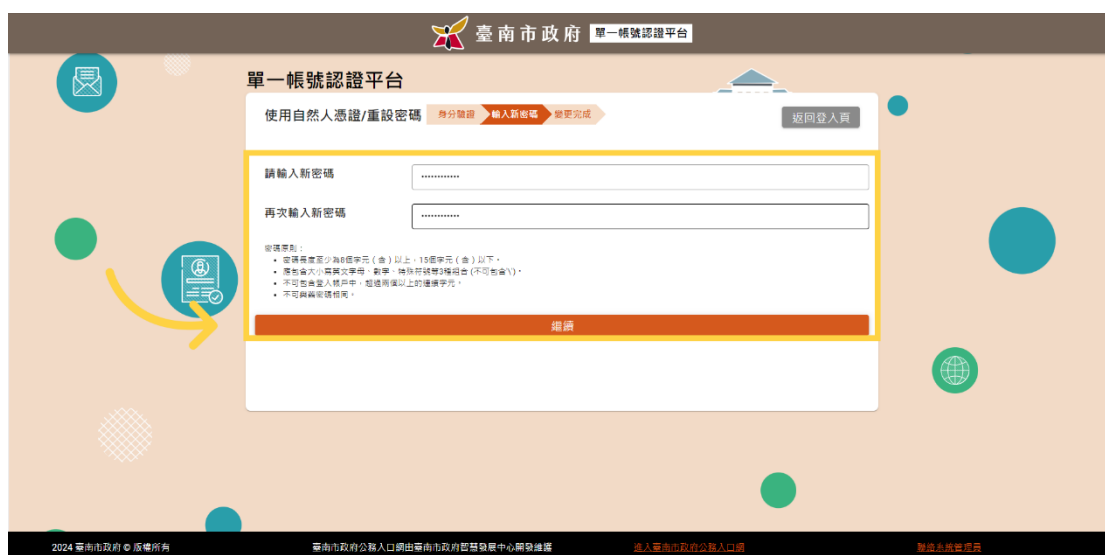 臺南市政府 單一帳號認證平台
單一帳號認證平台
使用自然人憑證/重設密碼 身分驗證 輸入新密碼 變更完成 返回登入頁
請輸入新密碼 ············
再次輸入新密碼 ············
密碼原則：
• 密碼長度至少為8個字元（含）以上，15個字元（含）以下。
• 應包含大小寫英文字母、數字、特殊符號等3種組合 (不可包含\)。
• 不可包含登入帳戶中，超過兩個以上的連續字元。
• 不可與舊密碼相同。
繼續
2024 臺南市政府 © 版權所有 臺南市政府公務入口網由臺南市政府智慧發展中心開發維護 進入臺南市政府公務入口網 聯絡系統管理員